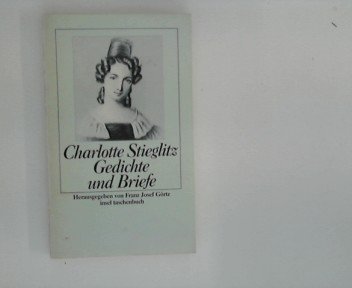 Charlotte Stieglitz
Gedichte
und Briefe
Herausgegeben von Franz Josef Görtz
insel taschenbuch